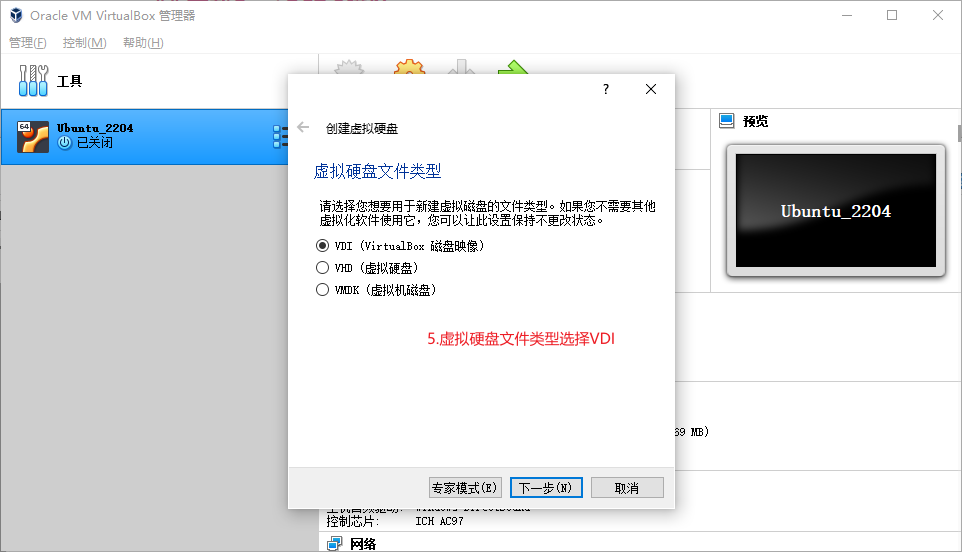 Oracle VM VirtualBox 管理器
管理(F) 控制(M) 帮助(H)
工具
64
Ubuntu_2204
已关闭
?
创建虚拟硬盘
虚拟硬盘文件类型
请选择您想要用于新建虚拟磁盘的文件类型。如果您不需要其他
虚拟化软件使用它，您可以让此设置保持不更改状态。
VDI (VirtualBox 磁盘映像)
VHD (虚拟硬盘)
VMDK (虚拟机磁盘)
5.虚拟硬盘文件类型选择VDI
专家模式(E) 下一步(N) 取消
预览
Ubuntu_2204
69 MB)
控制芯片: ICH AC97
网络